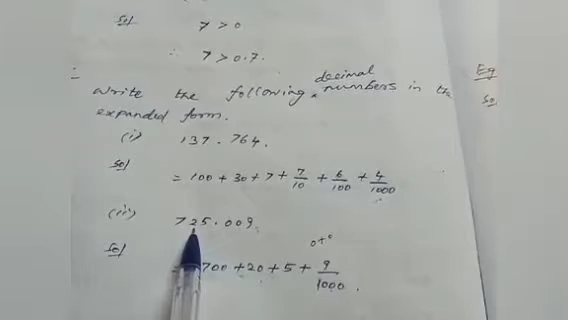 Sol 7 > 0
∴ 7 > 0.7.
Write the following decimal numbers in the
expanded form.
(i) 137.764.
Sol
= 100 + 30 + 7 + 7/10 + 6/100 + 4/1000
(ii) 725.009.
Sol 0+0
= 700 + 20 + 5 + 9/1000.
Eg
So